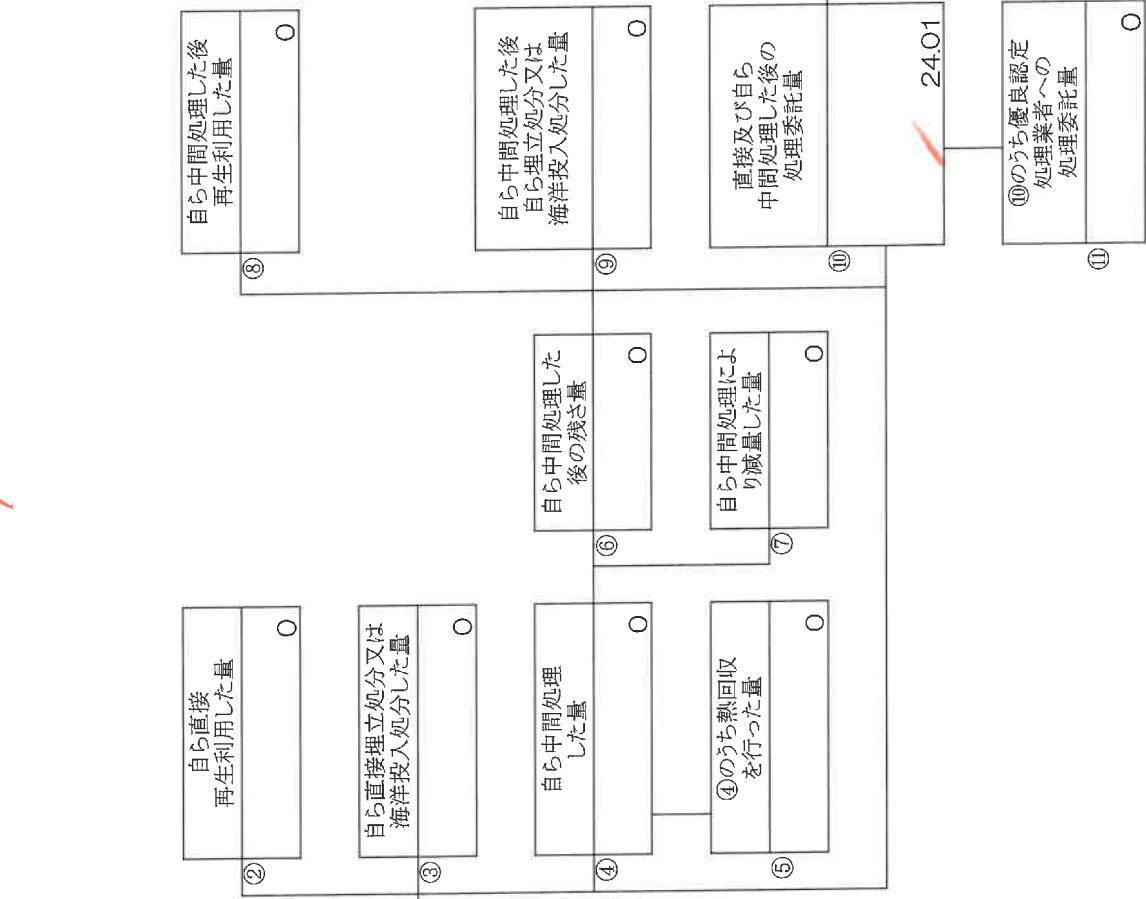 ②
自ら直接
再生利用した量
0
③
自ら直接埋立処分又は
海洋投入処分した量
0
④
自ら中間処理
した量
0
⑤
④のうち熱回収
を行った量
0
⑥
自ら中間処理した
後の残さ量
0
⑦
自ら中間処理によ
り減量した量
0
⑧
自ら中間処理した後
再生利用した量
0
⑨
自ら中間処理した後
自ら埋立処分又は
海洋投入処分した量
0
⑩
直接及び自ら
中間処理した後の
処理委託量
24.01
⑪
⑩のうち優良認定
処理業者への
処理委託量
0